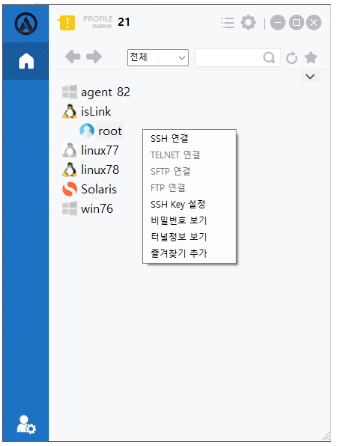 PROFILE
name 21
전체
agent 82
isLink
root
linux77
linux78
Solaris
win76
SSH 연결
TELNET 연결
SFTP 연결
FTP 연결
SSH Key 설정
비밀번호 보기
터널정보 보기
즐겨찾기 추가